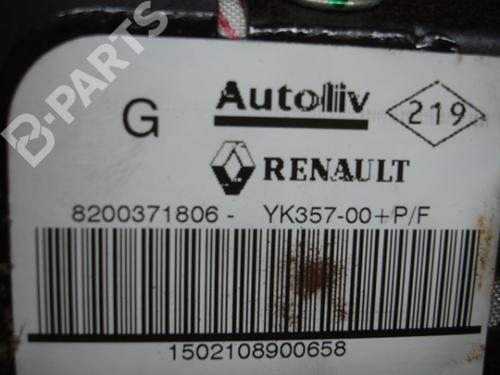 B-PARTS
G
Autoliv
219
RENAULT
8200371806 - YK357-00+P/F
1502108900658